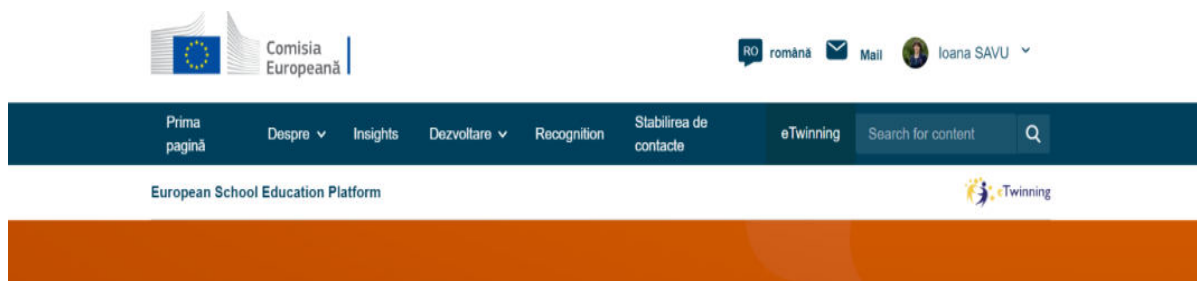 Comisia
Europeană
RO română Mail Ioana SAVU
Prima
pagină
Despre
Insights
Dezvoltare
Recognition
Stabilirea de
contacte
eTwinning
Search for content
European School Education Platform
eTwinning